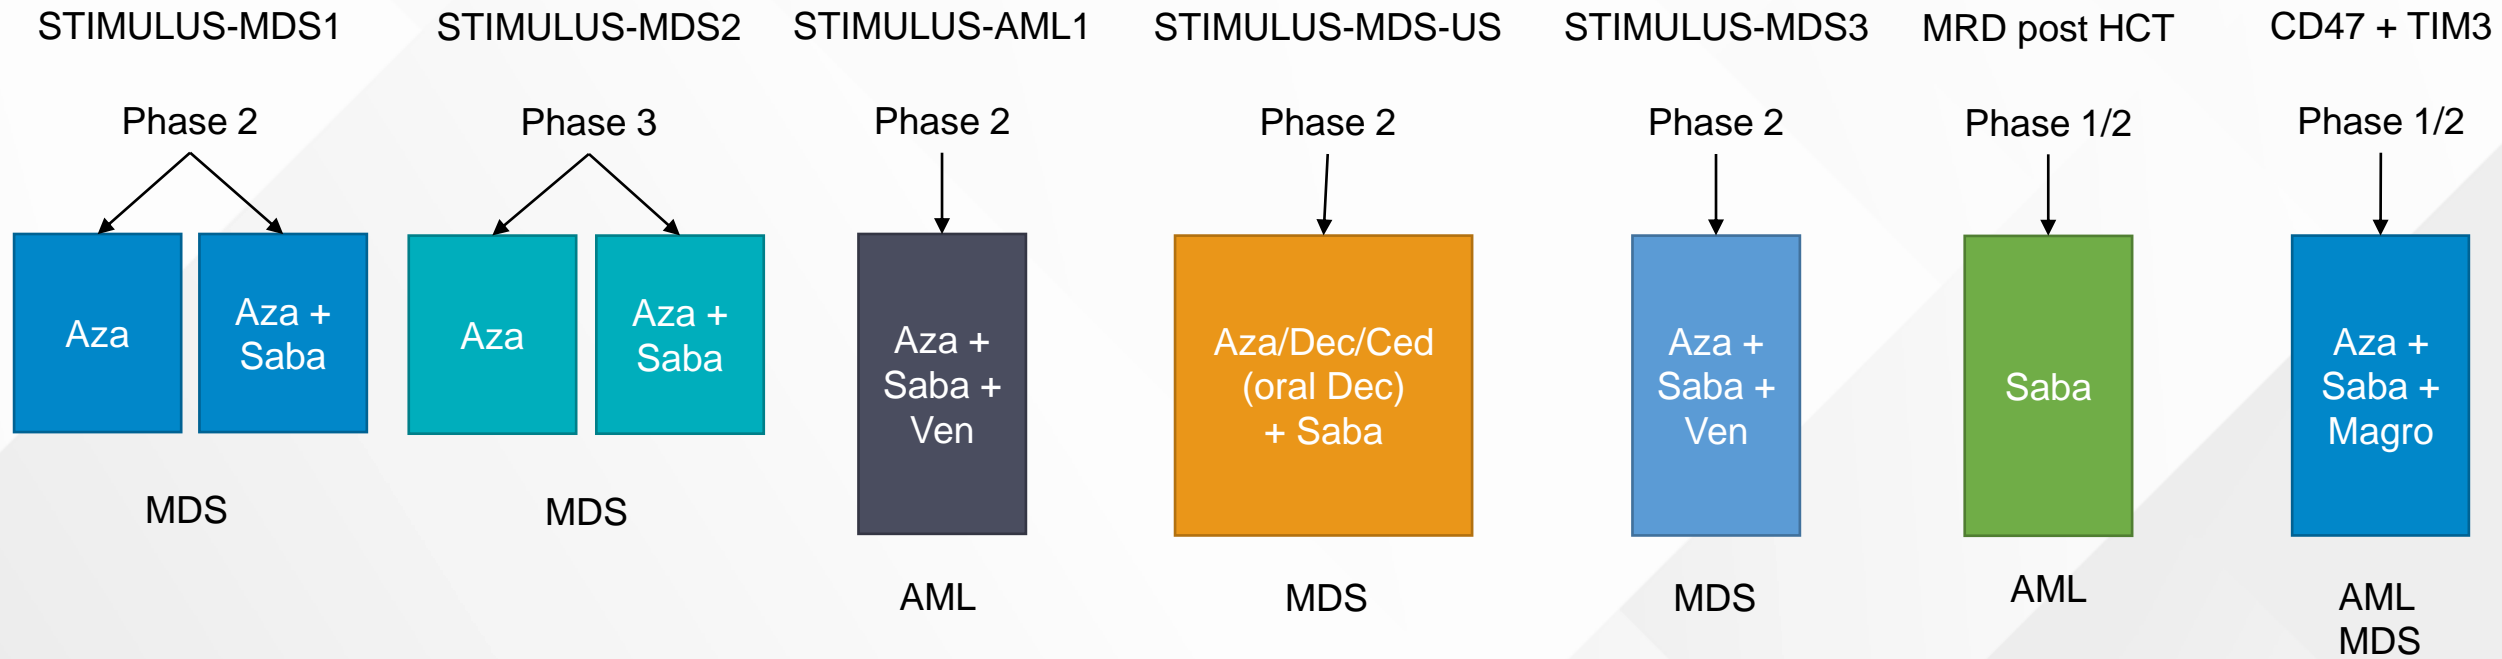 STIMULUS-MDS1
Phase 2
Aza
Aza +
Saba
MDS
STIMULUS-MDS2
Phase 3
Aza
Aza +
Saba
MDS
STIMULUS-AML1
Phase 2
Aza +
Saba +
Ven
AML
STIMULUS-MDS-US
Phase 2
Aza/Dec/Ced
(oral Dec)
+ Saba
MDS
STIMULUS-MDS3
Phase 2
Aza +
Saba +
Ven
MDS
MRD post HCT
Phase 1/2
Saba
AML
CD47 + TIM3
Phase 1/2
Aza +
Saba +
Magro
AML
MDS